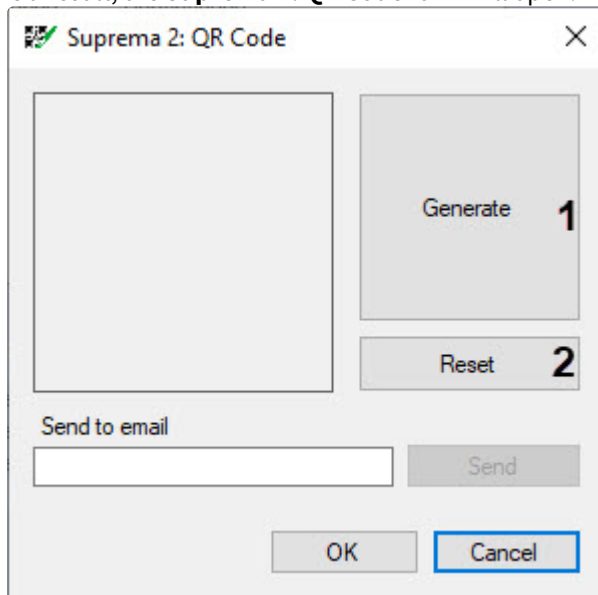 Suprema 2: QR Code
Generate 1
Reset 2
Send to email
Send
OK Cancel